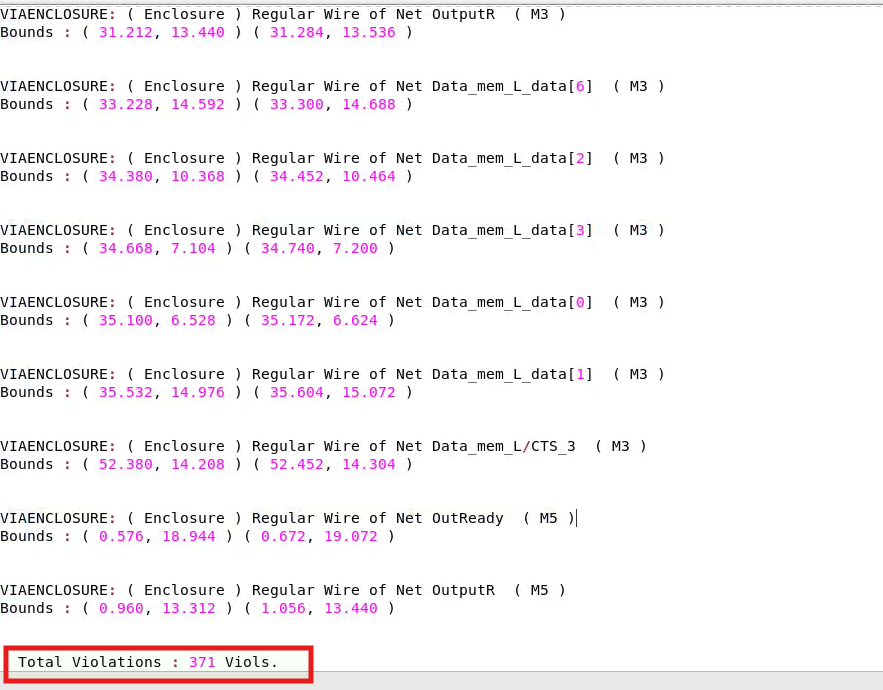 VIAENCLOSURE: ( Enclosure ) Regular Wire of Net OutputR  ( M3 )
Bounds : ( 31.212, 13.440 ) ( 31.284, 13.536 )
VIAENCLOSURE: ( Enclosure ) Regular Wire of Net Data_mem_L_data[6]  ( M3 )
Bounds : ( 33.228, 14.592 ) ( 33.300, 14.688 )
VIAENCLOSURE: ( Enclosure ) Regular Wire of Net Data_mem_L_data[2]  ( M3 )
Bounds : ( 34.380, 10.368 ) ( 34.452, 10.464 )
VIAENCLOSURE: ( Enclosure ) Regular Wire of Net Data_mem_L_data[3]  ( M3 )
Bounds : ( 34.668, 7.104 ) ( 34.740, 7.200 )
VIAENCLOSURE: ( Enclosure ) Regular Wire of Net Data_mem_L_data[0]  ( M3 )
Bounds : ( 35.100, 6.528 ) ( 35.172, 6.624 )
VIAENCLOSURE: ( Enclosure ) Regular Wire of Net Data_mem_L_data[1]  ( M3 )
Bounds : ( 35.532, 14.976 ) ( 35.604, 15.072 )
VIAENCLOSURE: ( Enclosure ) Regular Wire of Net Data_mem_L/CTS_3  ( M3 )
Bounds : ( 52.380, 14.208 ) ( 52.452, 14.304 )
VIAENCLOSURE: ( Enclosure ) Regular Wire of Net OutReady  ( M5 )
Bounds : ( 0.576, 18.944 ) ( 0.672, 19.072 )
VIAENCLOSURE: ( Enclosure ) Regular Wire of Net OutputR  ( M5 )
Bounds : ( 0.960, 13.312 ) ( 1.056, 13.440 )
Total Violations : 371 Viols.